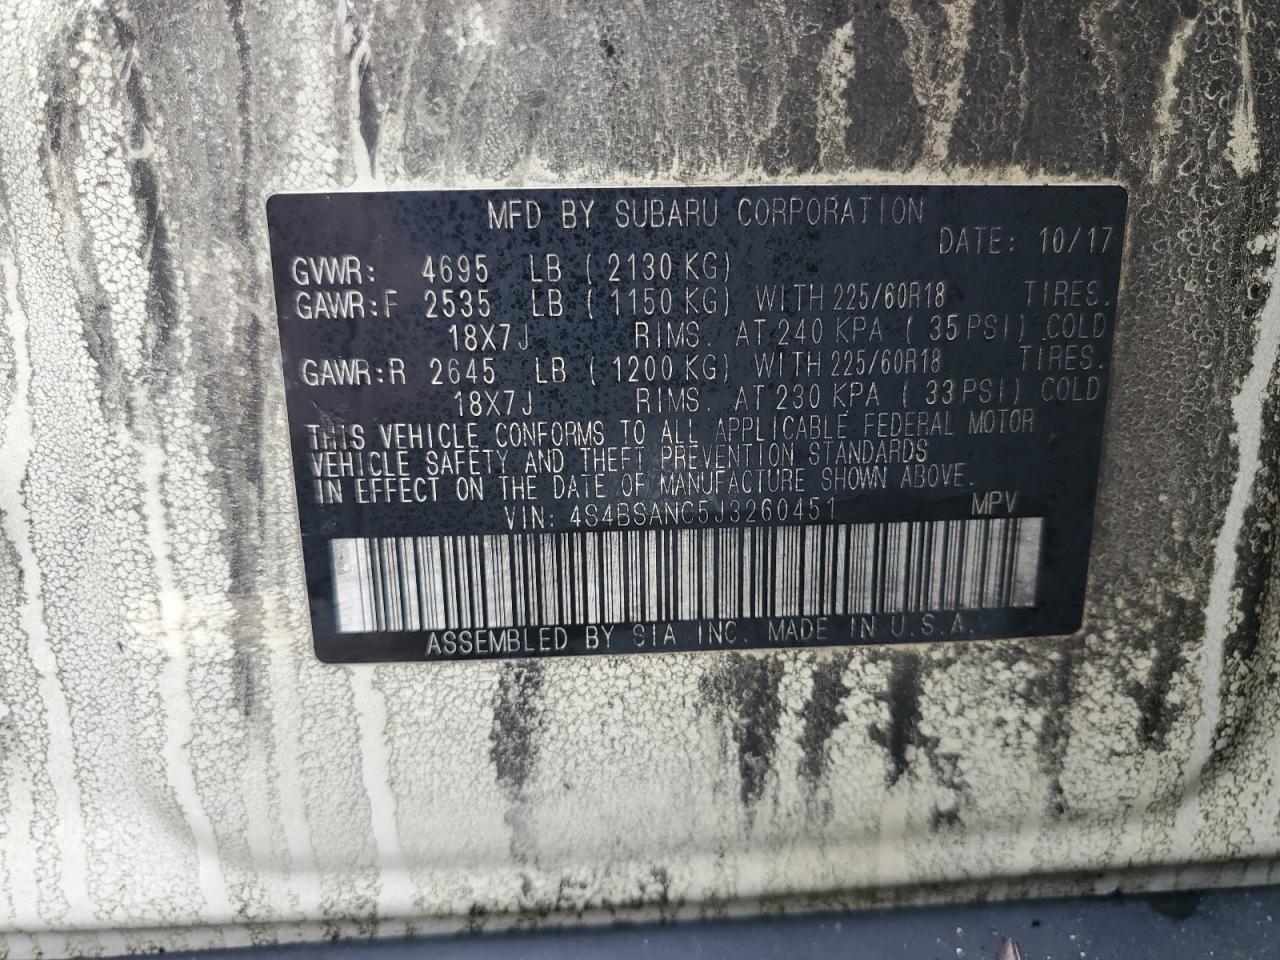 MFD BY SUBARU CORPORATION
DATE: 10/17
GVWR: 4695 LB ( 2130 KG)
GAWR:F 2535 LB ( 1150 KG) WITH 225/60R18 TIRES.
18X7J RIMS. AT 240 KPA ( 35 PSI) COLD
GAWR:R 2645 LB ( 1200 KG) WITH 225/60R18 TIRES.
18X7J RIMS. AT 230 KPA ( 33 PSI) COLD
THIS VEHICLE CONFORMS TO ALL APPLICABLE FEDERAL MOTOR
VEHICLE SAFETY AND THEFT PREVENTION STANDARDS
IN EFFECT ON THE DATE OF MANUFACTURE SHOWN ABOVE.
VIN: 4S4BSANC5J3260451 MPV
ASSEMBLED BY SIA INC. MADE IN U.S.A.